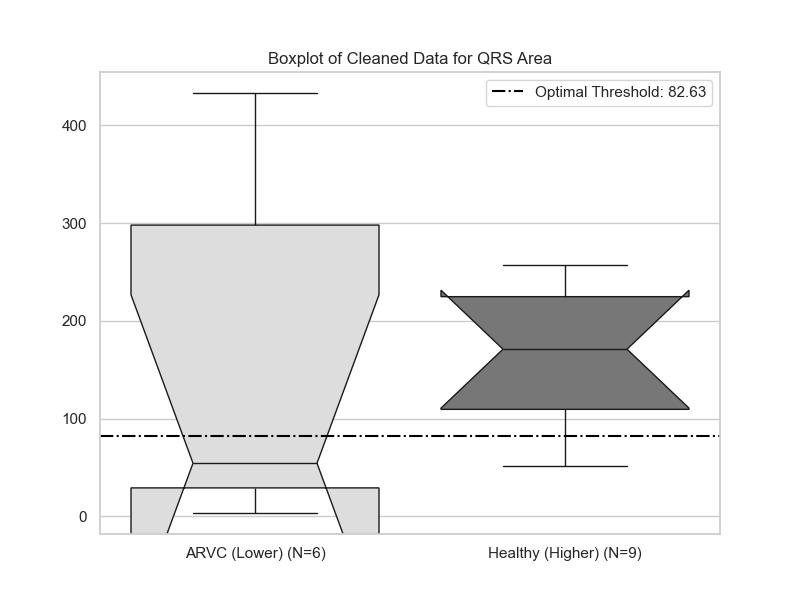 Boxplot of Cleaned Data for QRS Area
Optimal Threshold: 82.63
400
300
200
100
0
ARVC (Lower) (N=6)
Healthy (Higher) (N=9)